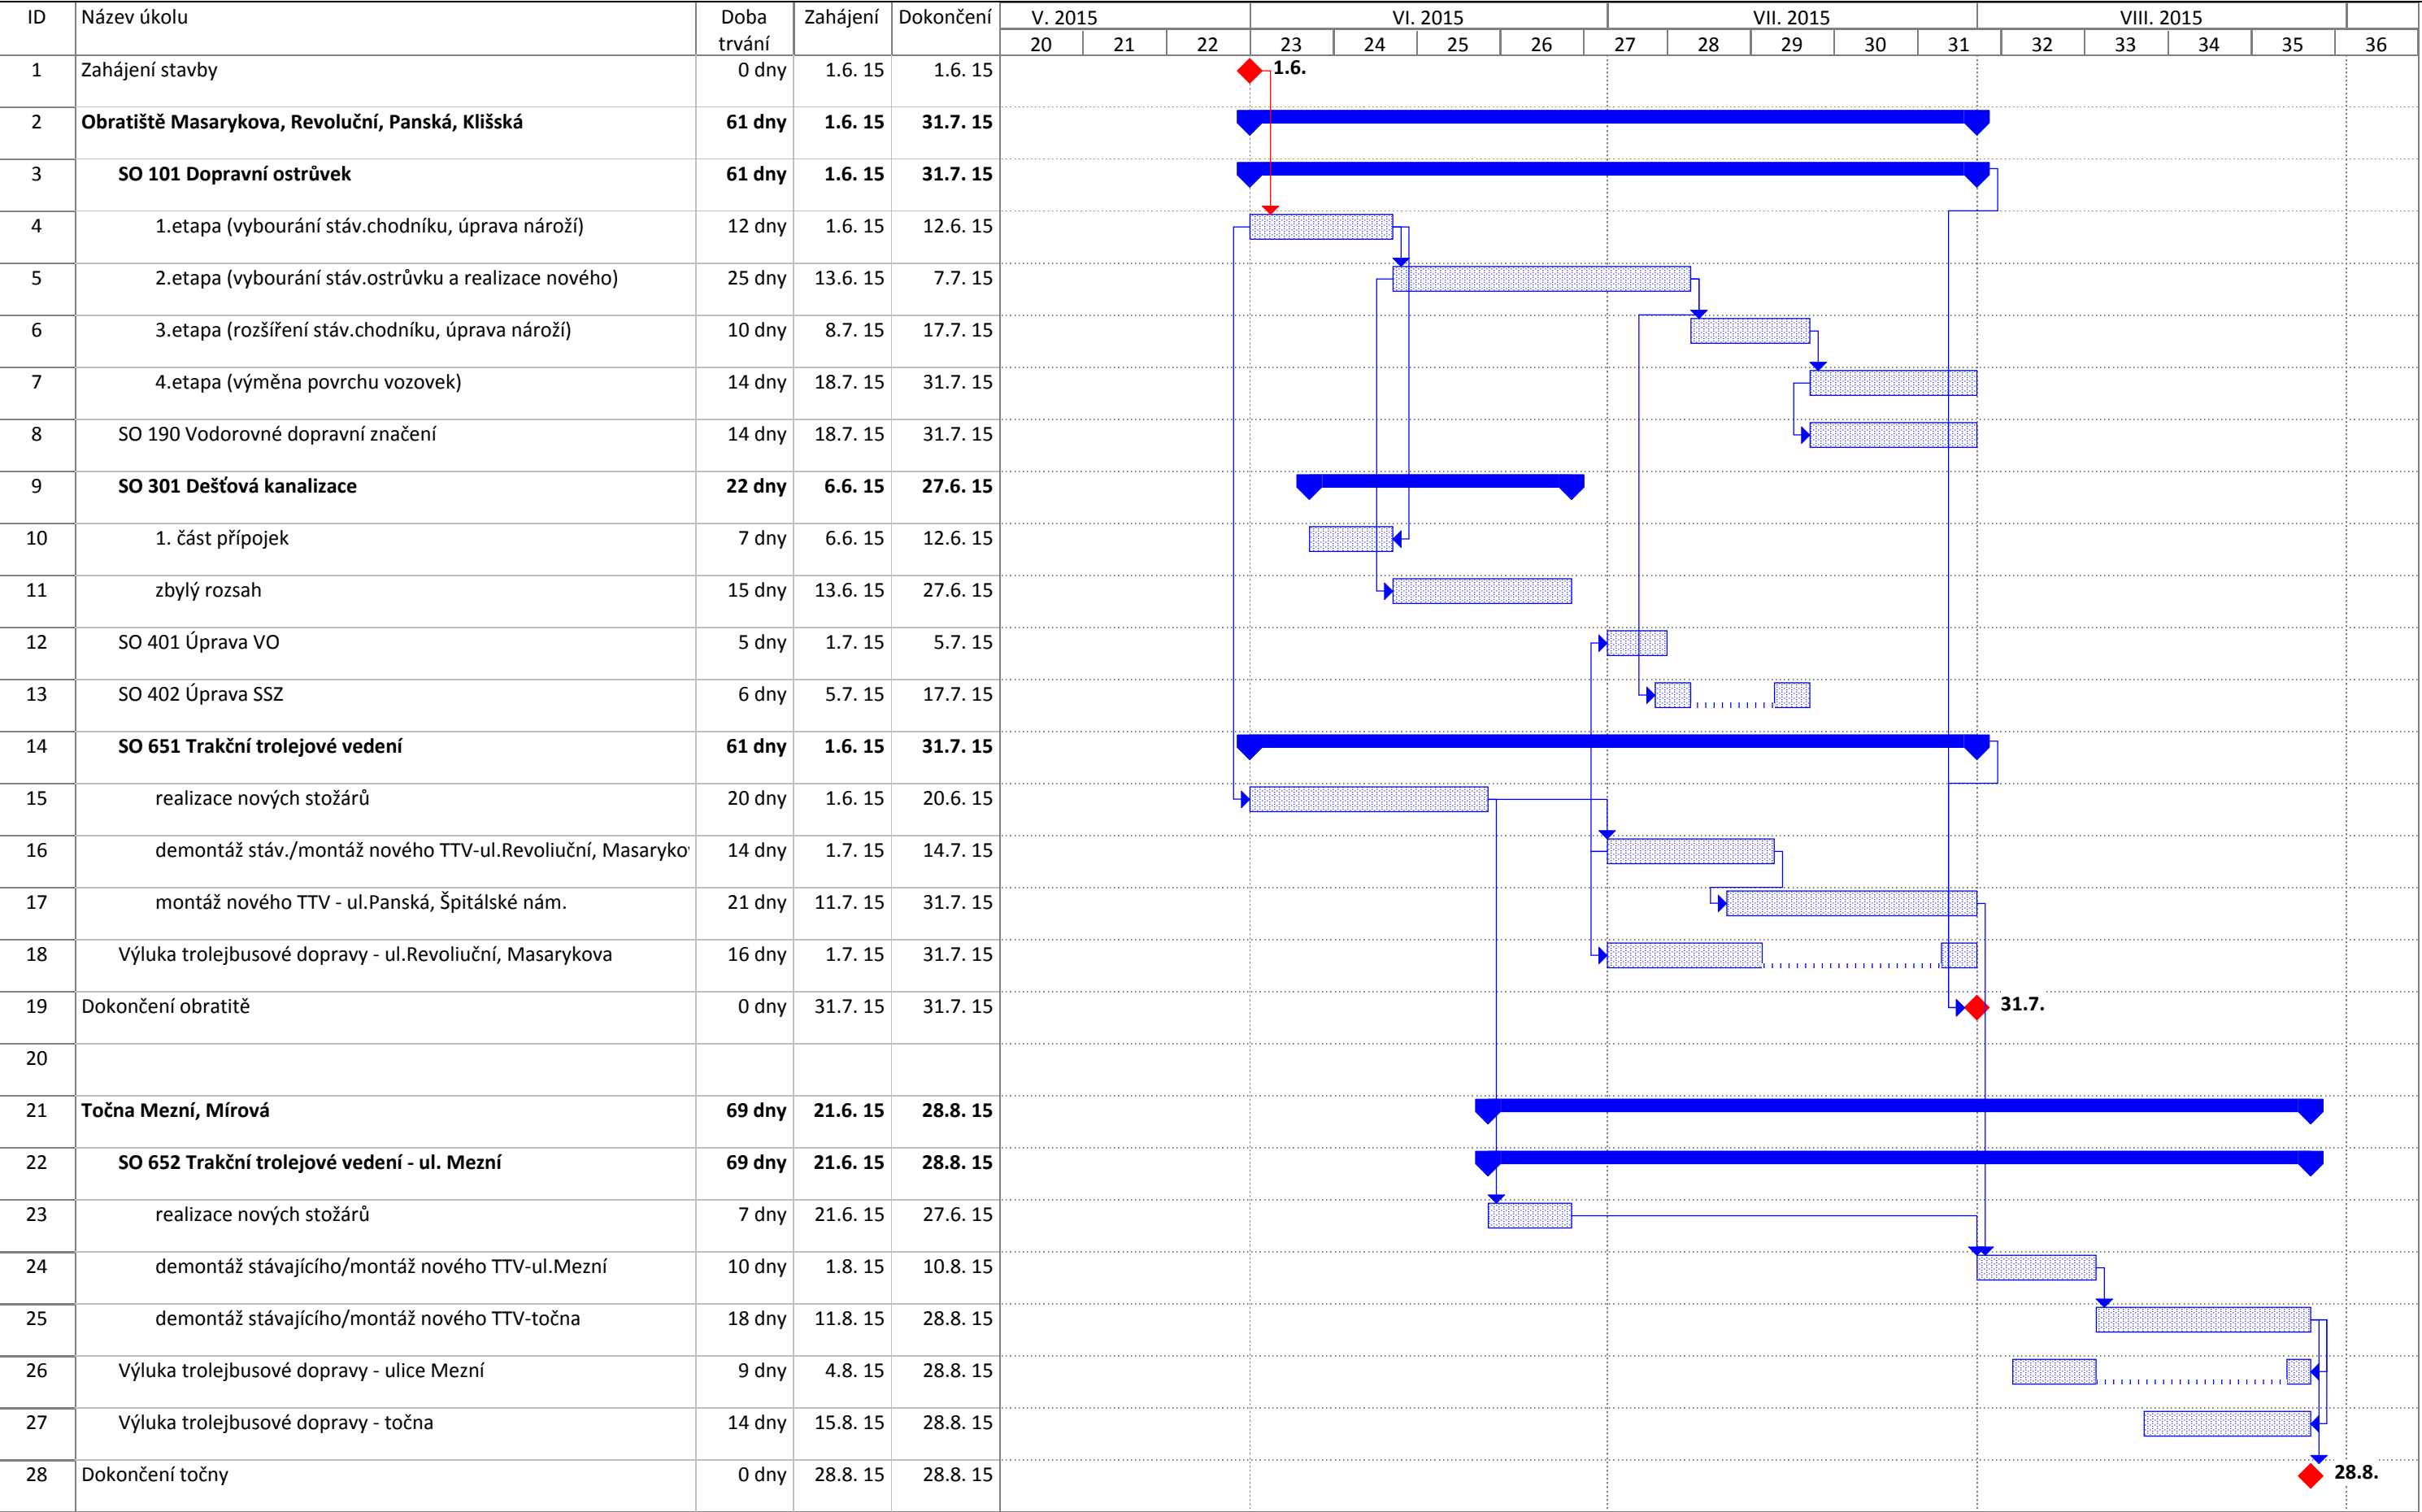 ID Název úkolu Doba trvání Zahájení Dokončení V. 2015 VI. 2015 VII. 2015 VIII. 2015
20 21 22 23 24 25 26 27 28 29 30 31 32 33 34 35 36
1 Zahájení stavby 0 dny 1.6. 15 1.6. 15 1.6.
2 Obratiště Masarykova, Revoluční, Panská, Klišská 61 dny 1.6. 15 31.7. 15
3 SO 101 Dopravní ostrůvek 61 dny 1.6. 15 31.7. 15
4 1.etapa (vybourání stáv.chodníku, úprava nároží) 12 dny 1.6. 15 12.6. 15
5 2.etapa (vybourání stáv.ostrůvku a realizace nového) 25 dny 13.6. 15 7.7. 15
6 3.etapa (rozšíření stáv.chodníku, úprava nároží) 10 dny 8.7. 15 17.7. 15
7 4.etapa (výměna povrchu vozovek) 14 dny 18.7. 15 31.7. 15
8 SO 190 Vodorovné dopravní značení 14 dny 18.7. 15 31.7. 15
9 SO 301 Dešťová kanalizace 22 dny 6.6. 15 27.6. 15
10 1. část přípojek 7 dny 6.6. 15 12.6. 15
11 zbylý rozsah 15 dny 13.6. 15 27.6. 15
12 SO 401 Úprava VO 5 dny 1.7. 15 5.7. 15
13 SO 402 Úprava SSZ 6 dny 5.7. 15 17.7. 15
14 SO 651 Trakční trolejové vedení 61 dny 1.6. 15 31.7. 15
15 realizace nových stožárů 20 dny 1.6. 15 20.6. 15
16 demontáž stáv./montáž nového TTV-ul.Revoliuční, Masaryko 14 dny 1.7. 15 14.7. 15
17 montáž nového TTV - ul.Panská, Špitálské nám. 21 dny 11.7. 15 31.7. 15
18 Výluka trolejbusové dopravy - ul.Revoliuční, Masarykova 16 dny 1.7. 15 31.7. 15
19 Dokončení obratitě 0 dny 31.7. 15 31.7. 15 31.7.
20
21 Točna Mezní, Mírová 69 dny 21.6. 15 28.8. 15
22 SO 652 Trakční trolejové vedení - ul. Mezní 69 dny 21.6. 15 28.8. 15
23 realizace nových stožárů 7 dny 21.6. 15 27.6. 15
24 demontáž stávajícího/montáž nového TTV-ul.Mezní 10 dny 1.8. 15 10.8. 15
25 demontáž stávajícího/montáž nového TTV-točna 18 dny 11.8. 15 28.8. 15
26 Výluka trolejbusové dopravy - ulice Mezní 9 dny 4.8. 15 28.8. 15
27 Výluka trolejbusové dopravy - točna 14 dny 15.8. 15 28.8. 15
28 Dokončení točny 0 dny 28.8. 15 28.8. 15 28.8.